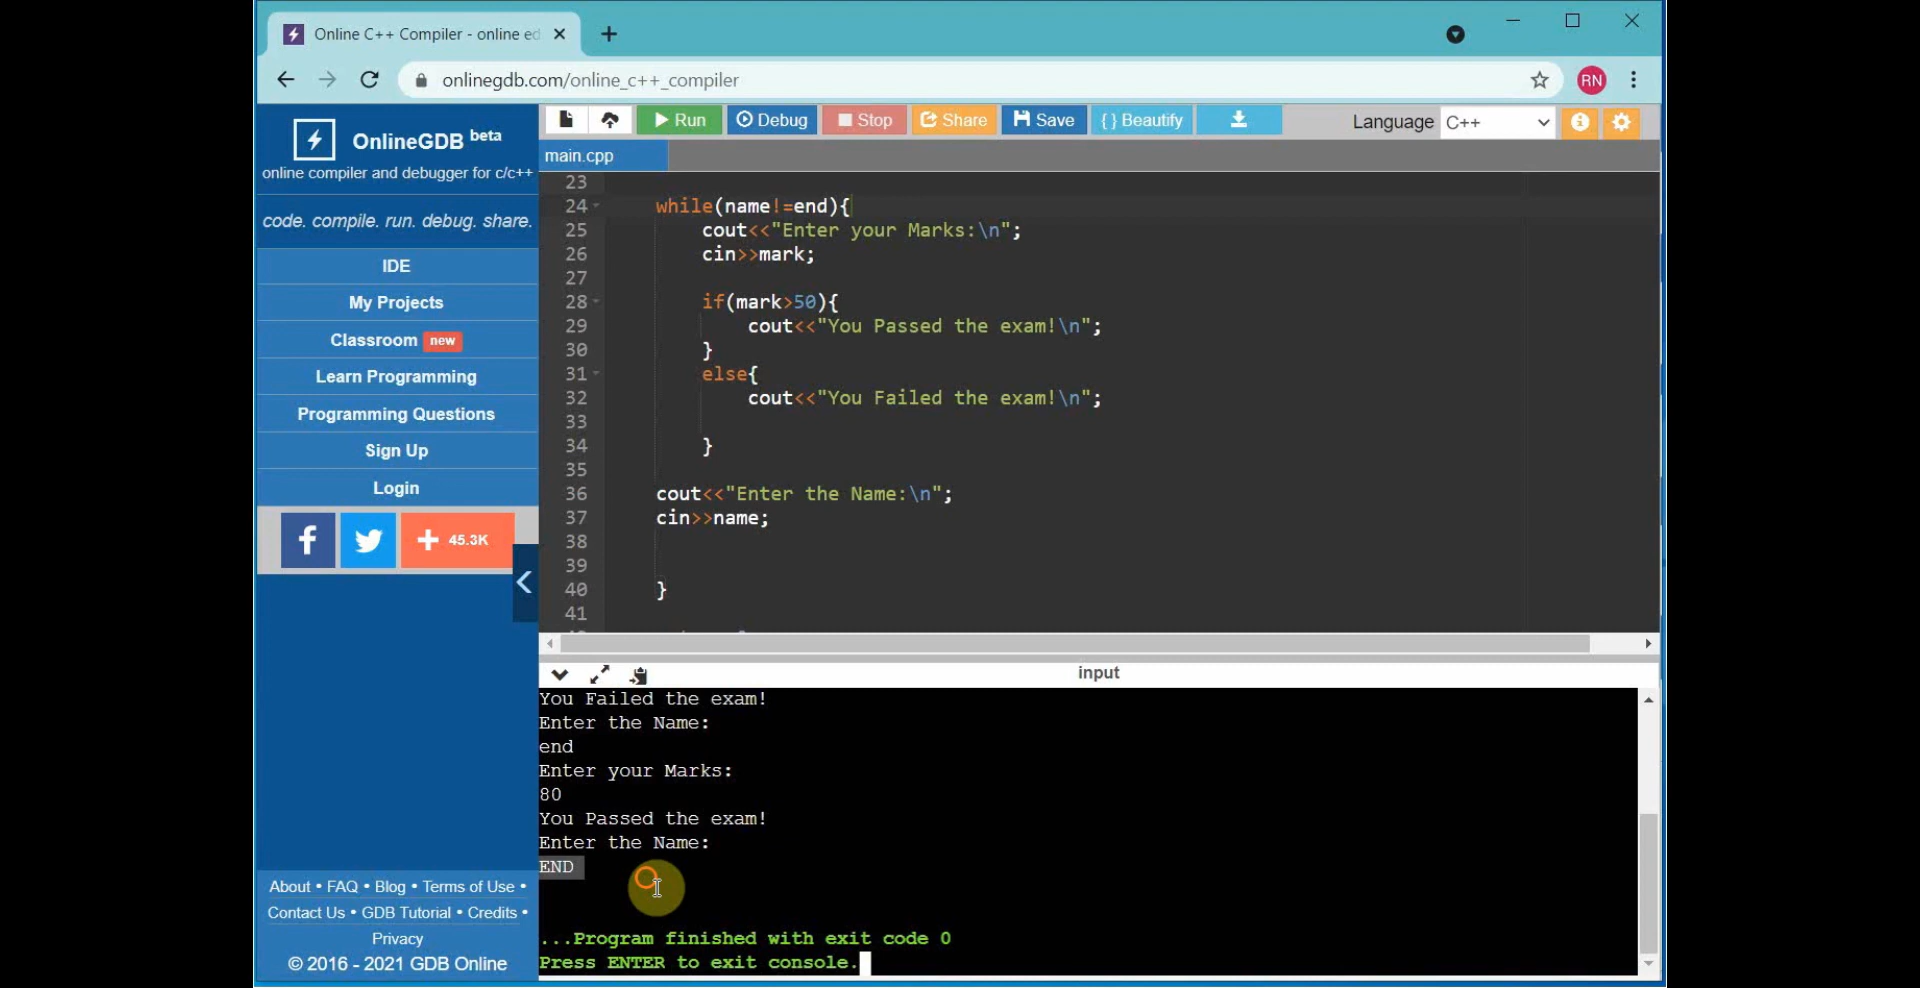 Online C++ Compiler - online ed
onlinegdb.com/online_c++_compiler
RN
OnlineGDB beta
online compiler and debugger for c/c++
code. compile. run. debug. share.
IDE
My Projects
Classroom new
Learn Programming
Programming Questions
Sign Up
Login
f
+ 45.3K
About • FAQ • Blog • Terms of Use •
Contact Us • GDB Tutorial • Credits •
Privacy
© 2016 - 2021 GDB Online
Run Debug Stop Share Save { } Beautify Language C++
main.cpp
23
24 while(name!=end){
25 cout<<"Enter your Marks:\n";
26 cin>>mark;
27
28 if(mark>50){
29 cout<<"You Passed the exam!\n";
30 }
31 else{
32 cout<<"You Failed the exam!\n";
33
34 }
35
36 cout<<"Enter the Name:\n";
37 cin>>name;
38
39
40 }
41
input
You Failed the exam!
Enter the Name:
end
Enter your Marks:
80
You Passed the exam!
Enter the Name:
END
...Program finished with exit code 0
Press ENTER to exit console.